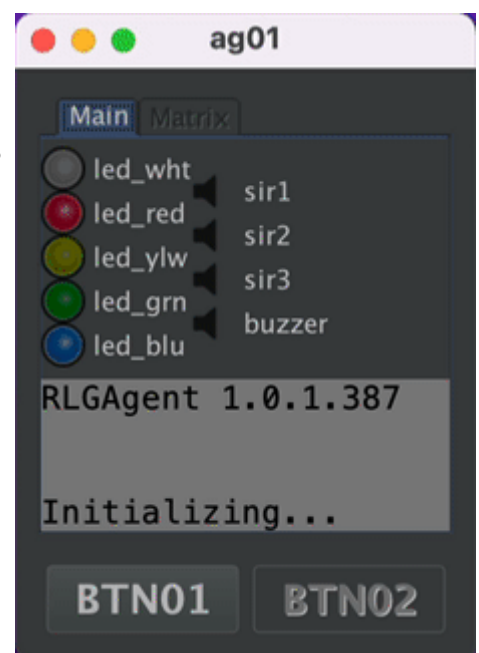 ag01
Main Matrix
led_wht
sir1
led_red
sir2
led_ylw
sir3
led_grn
buzzer
led_blu
RLGAgent 1.0.1.387
Initializing...
BTN01 BTN02